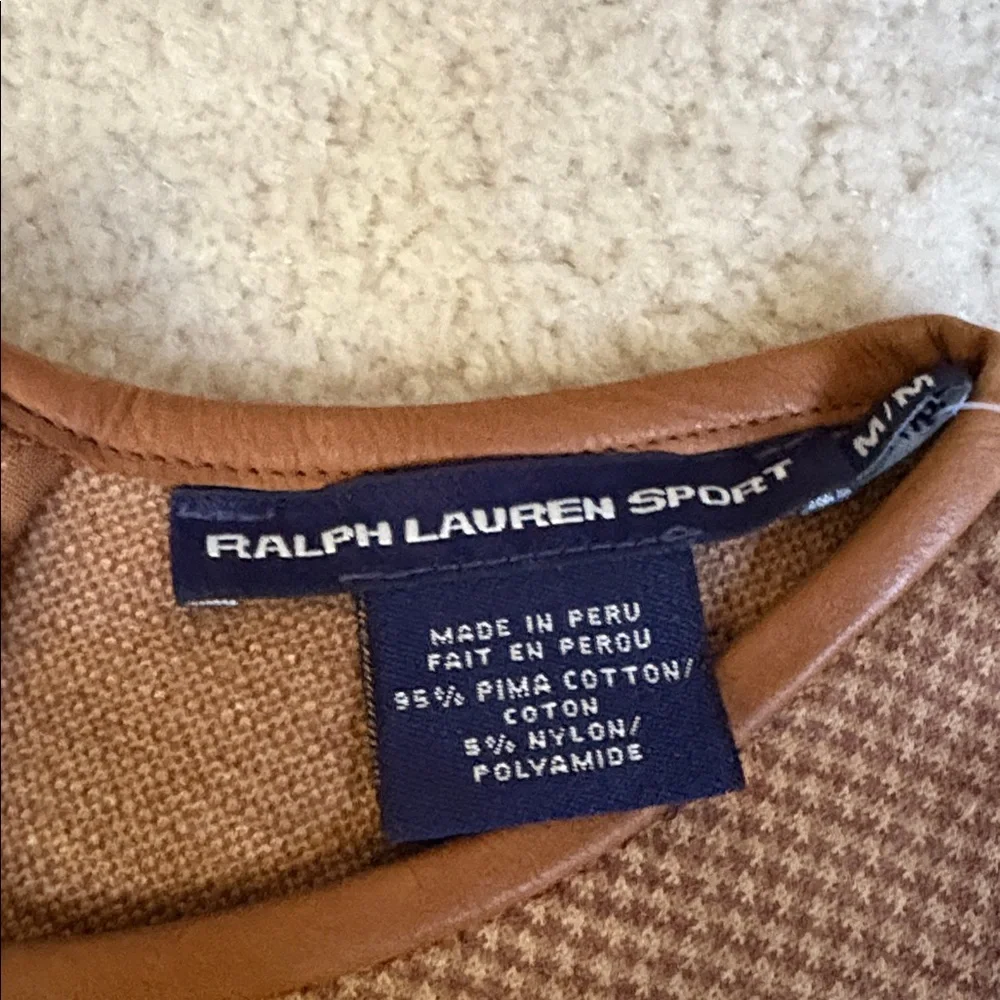 RALPH LAUREN SPORT
M/M
MADE IN PERU
FAIT EN PEROU
95% PIMA COTTON/
COTON
5% NYLON/
POLYAMIDE